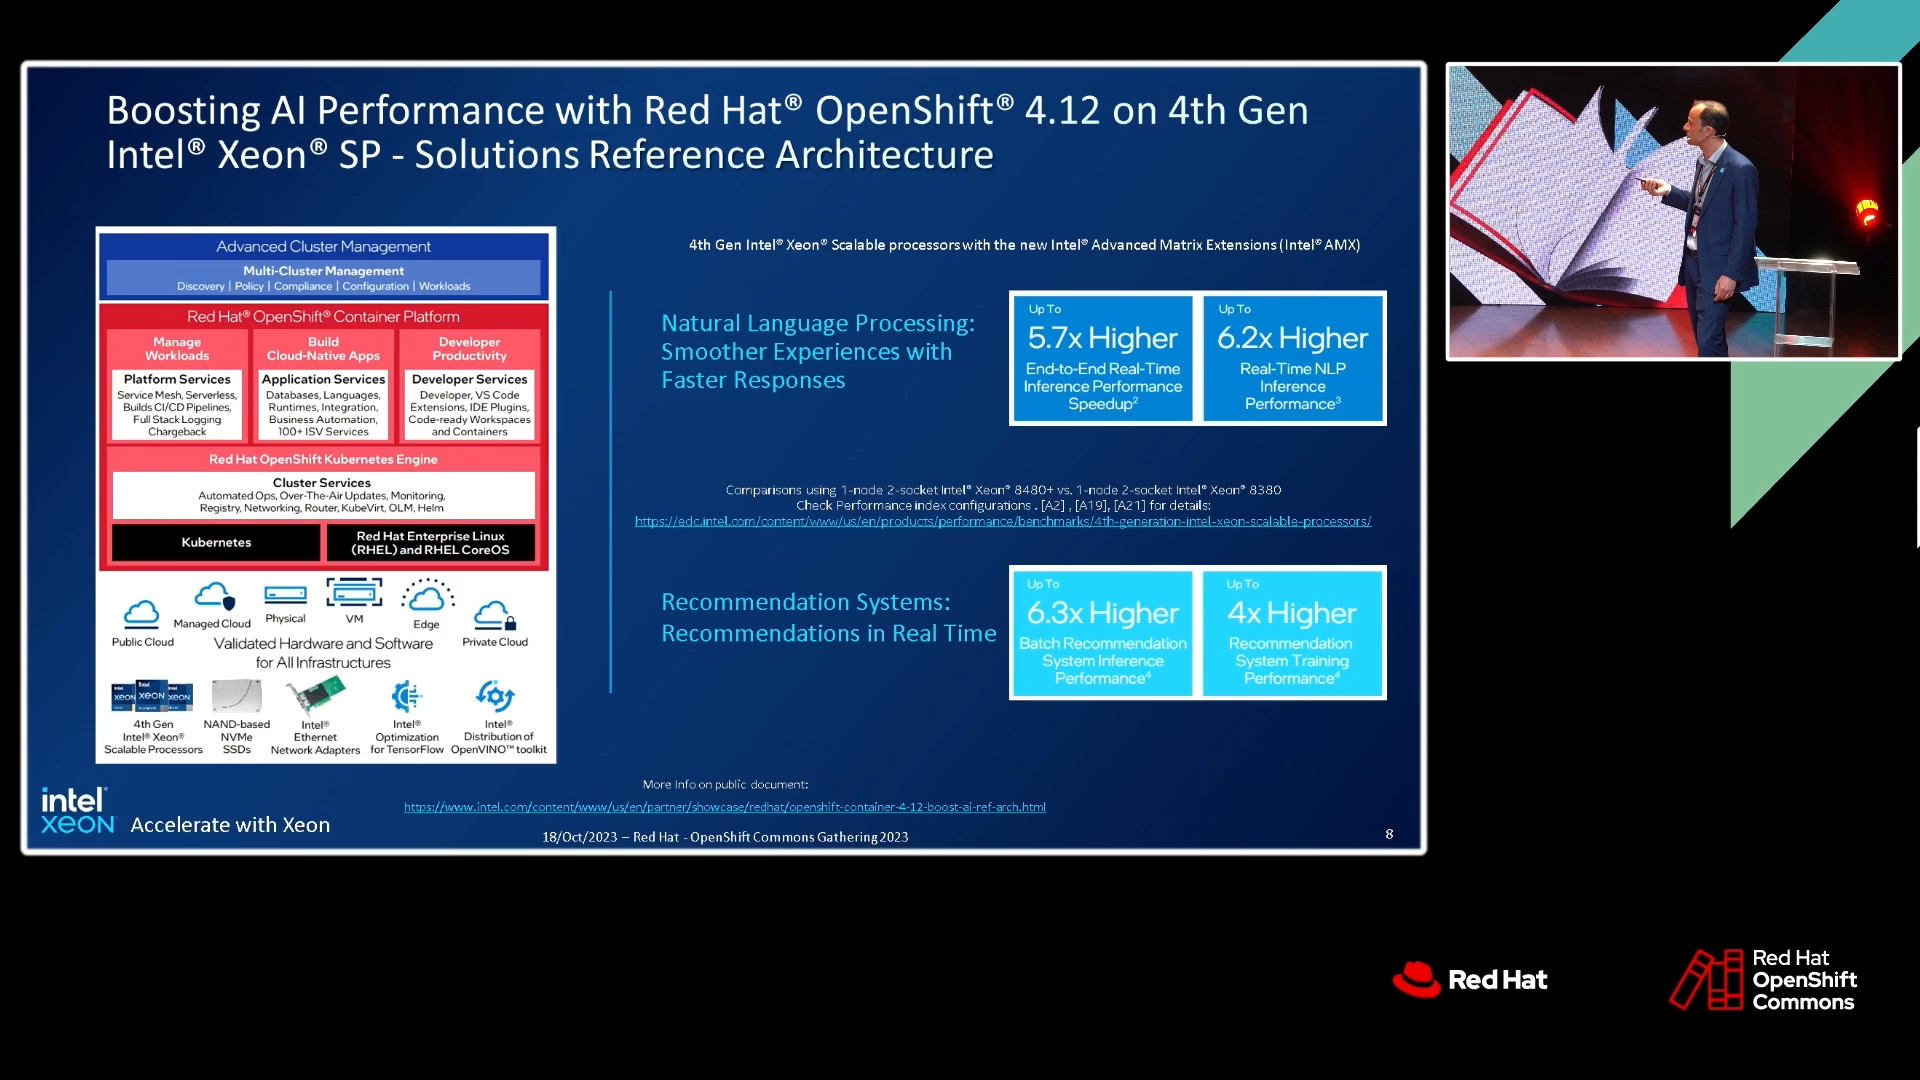 Boosting AI Performance with Red Hat® OpenShift® 4.12 on 4th Gen
Intel® Xeon® SP - Solutions Reference Architecture
Advanced Cluster Management
Multi-Cluster Management
Discovery | Policy | Compliance | Configuration | Workloads
Red Hat® OpenShift® Container Platform
Manage
Workloads
Platform Services
Service Mesh, Serverless,
Builds CI/CD Pipelines,
Full Stack Logging
Chargeback
Build
Cloud-Native Apps
Application Services
Databases, Languages,
Runtimes, Integration,
Business Automation,
100+ ISV Services
Developer
Productivity
Developer Services
Developer, VS Code
Extensions, IDE Plugins,
Code-ready Workspaces
and Containers
Red Hat OpenShift Kubernetes Engine
Cluster Services
Automated Ops, Over-The-Air Updates, Monitoring,
Registry, Networking, Router, KubeVirt, OLM, Helm
Kubernetes
Red Hat Enterprise Linux
(RHEL) and RHEL CoreOS
Public Cloud
Managed Cloud
Physical
VM
Edge
Private Cloud
Validated Hardware and Software
for All Infrastructures
intel
XEON
intel
XEON
intel
XEON
4th Gen
Intel® Xeon®
Scalable Processors
NAND-based
NVMe
SSDs
Intel®
Ethernet
Network Adapters
Intel®
Optimization
for TensorFlow
Intel®
Distribution of
OpenVINO™ toolkit
4th Gen Intel® Xeon® Scalable processors with the new Intel® Advanced Matrix Extensions (Intel® AMX)
Natural Language Processing:
Smoother Experiences with
Faster Responses
Up To
5.7x Higher
End-to-End Real-Time
Inference Performance
Speedup²
Up To
6.2x Higher
Real-Time NLP
Inference
Performance³
Comparisons using 1-node 2-socket Intel® Xeon® 8480+ vs. 1-node 2-socket Intel® Xeon® 8380
Check Performance index configurations . [A2] , [A19], [A21] for details:
https://edc.intel.com/content/www/us/en/products/performance/benchmarks/4th-generation-intel-xeon-scalable-processors/
Recommendation Systems:
Recommendations in Real Time
Up To
6.3x Higher
Batch Recommendation
System Inference
Performance⁴
Up To
4x Higher
Recommendation
System Training
Performance⁴
More Info on public document:
https://www.intel.com/content/www/us/en/partner/showcase/redhat/openshift-container-4-12-boost-ai-ref-arch.html
intel
XEON
Accelerate with Xeon
18/Oct/2023 – Red Hat - OpenShift Commons Gathering 2023
8
Red Hat
Red Hat
OpenShift
Commons